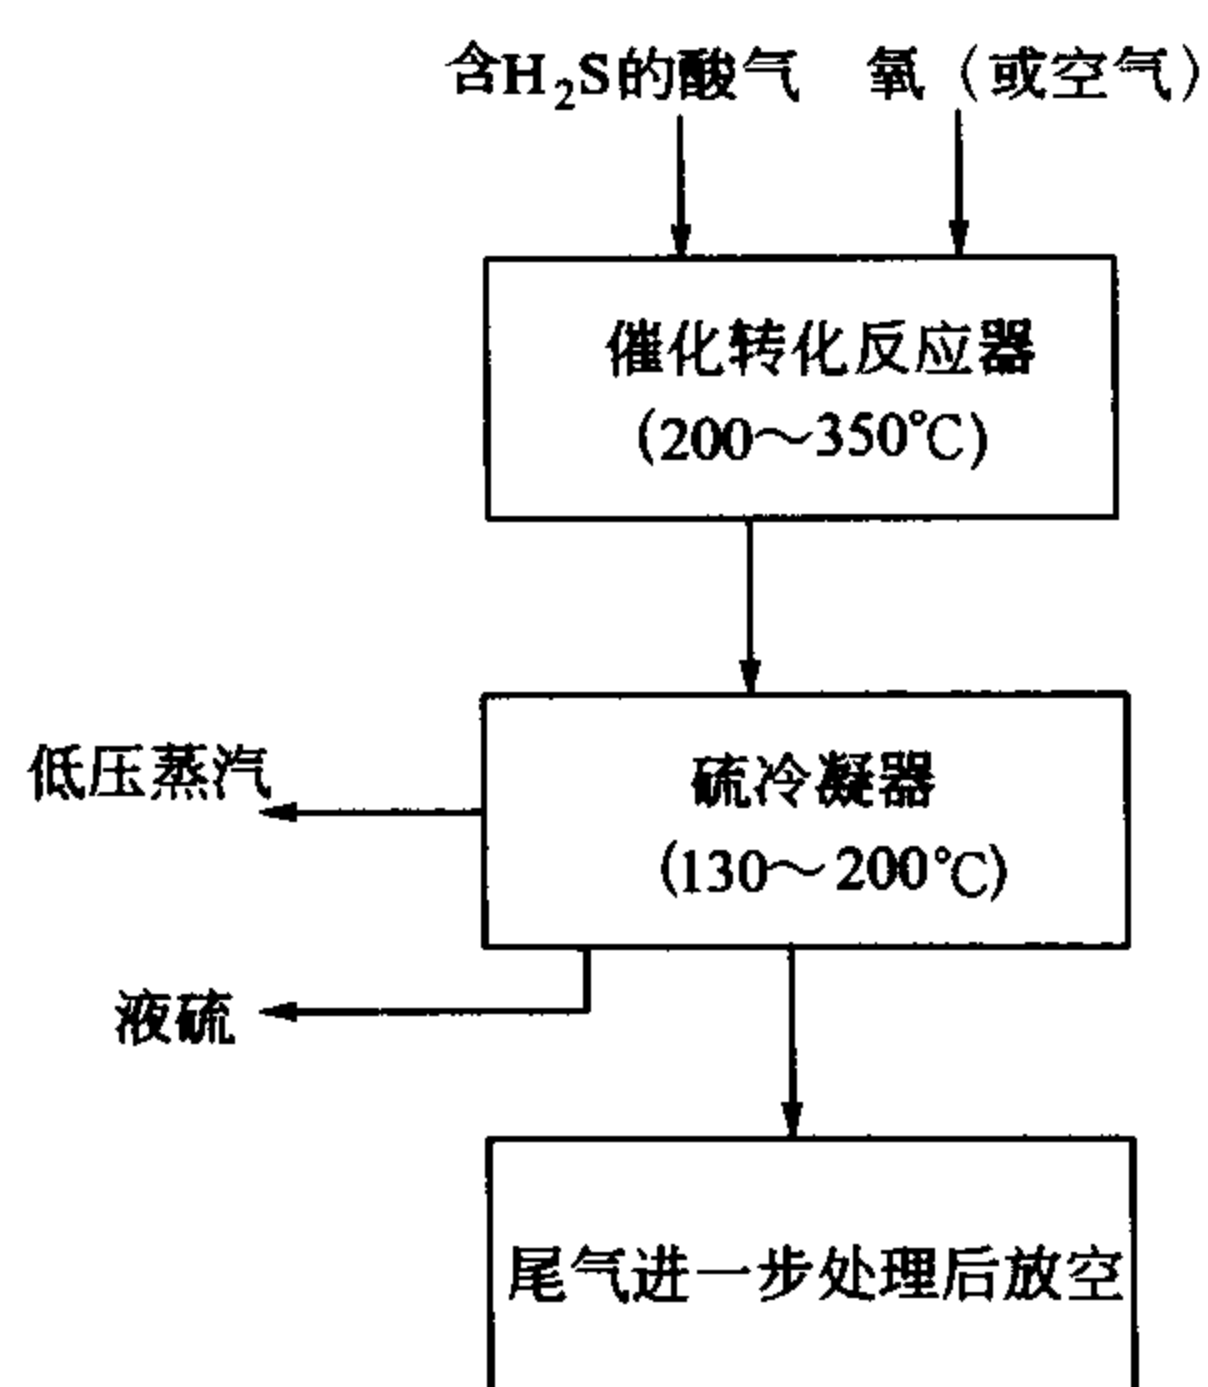 含H₂S的酸气 氧（或空气）
催化转化反应器
(200～350℃)
低压蒸汽
硫冷凝器
(130～200℃)
液硫
尾气进一步处理后放空